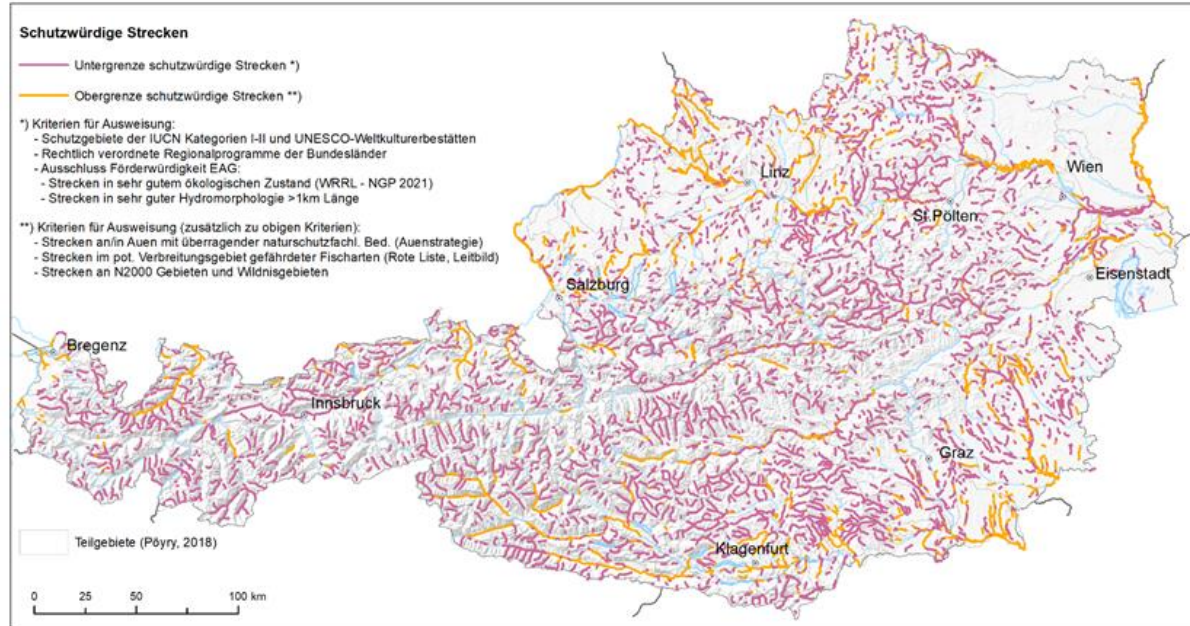 Schutzwürdige Strecken
Untergrenze schutzwürdige Strecken *)
Obergrenze schutzwürdige Strecken **)
*) Kriterien für Ausweisung:
- Schutzgebiete der IUCN Kategorien I-II und UNESCO-Weltkulturerbestätten
- Rechtlich verordnete Regionalprogramme der Bundesländer
- Ausschluss Förderwürdigkeit EAG:
- Strecken in sehr gutem ökologischen Zustand (WRRL - NGP 2021)
- Strecken in sehr guter Hydromorphologie >1km Länge
**) Kriterien für Ausweisung (zusätzlich zu obigen Kriterien):
- Strecken an/in Auen mit überragender naturschutzfachl. Bed. (Auenstrategie)
- Strecken im pot. Verbreitungsgebiet gefährdeter Fischarten (Rote Liste, Leitbild)
- Strecken an N2000 Gebieten und Wildnisgebieten
Linz
Wien
St.Pölten
Eisenstadt
Salzburg
Bregenz
Innsbruck
Graz
Klagenfurt
Teilgebiete (Pöyry, 2018)
0 25 50 100 km